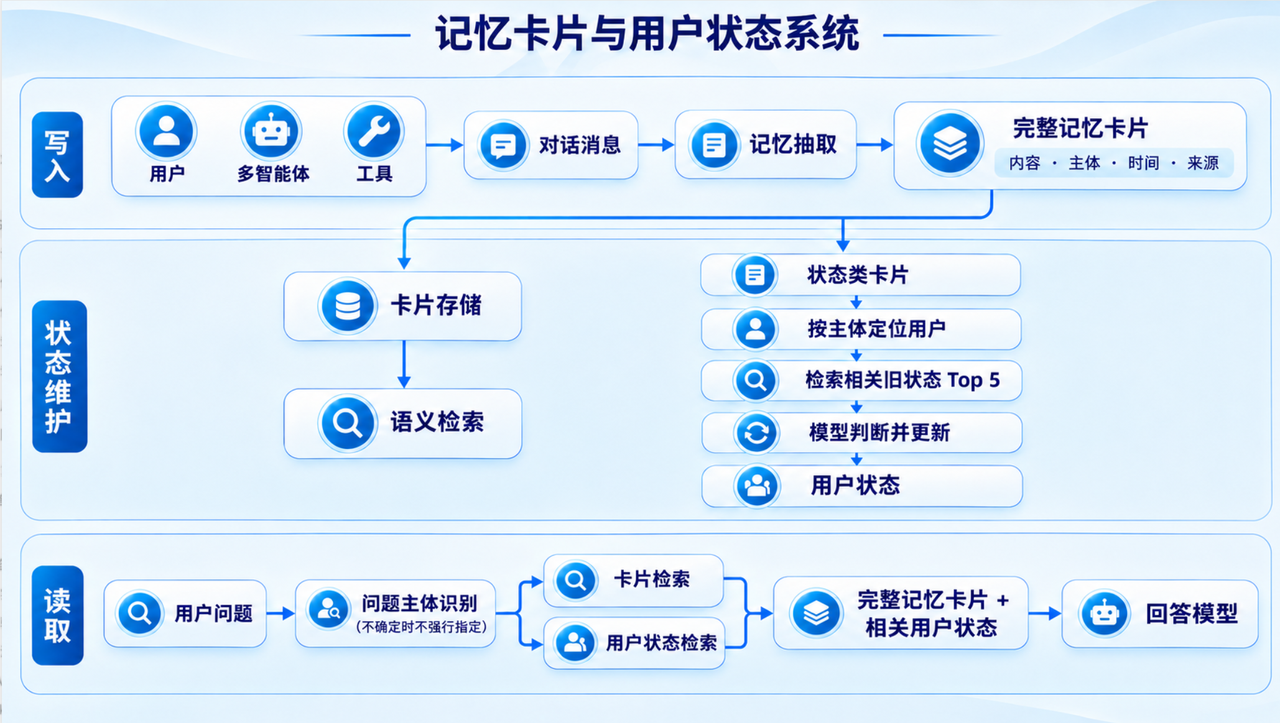 记忆卡片与用户状态系统
写入
用户
多智能体
工具
对话消息
记忆抽取
完整记忆卡片
内容 · 主体 · 时间 · 来源
状态维护
卡片存储
语义检索
状态类卡片
按主体定位用户
检索相关旧状态 Top 5
模型判断并更新
用户状态
读取
用户问题
问题主体识别
(不确定时不强行指定)
卡片检索
用户状态检索
完整记忆卡片 +
相关用户状态
回答模型